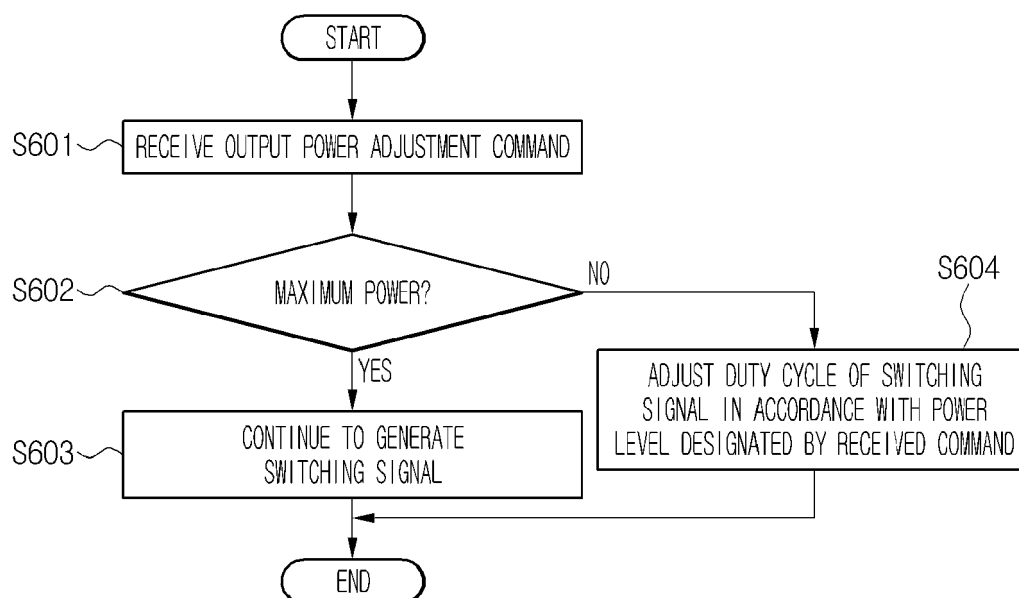 START
S601
RECEIVE OUTPUT POWER ADJUSTMENT COMMAND
S602
MAXIMUM POWER?
NO
YES
S604
ADJUST DUTY CYCLE OF SWITCHING
SIGNAL IN ACCORDANCE WITH POWER
LEVEL DESIGNATED BY RECEIVED COMMAND
S603
CONTINUE TO GENERATE
SWITCHING SIGNAL
END